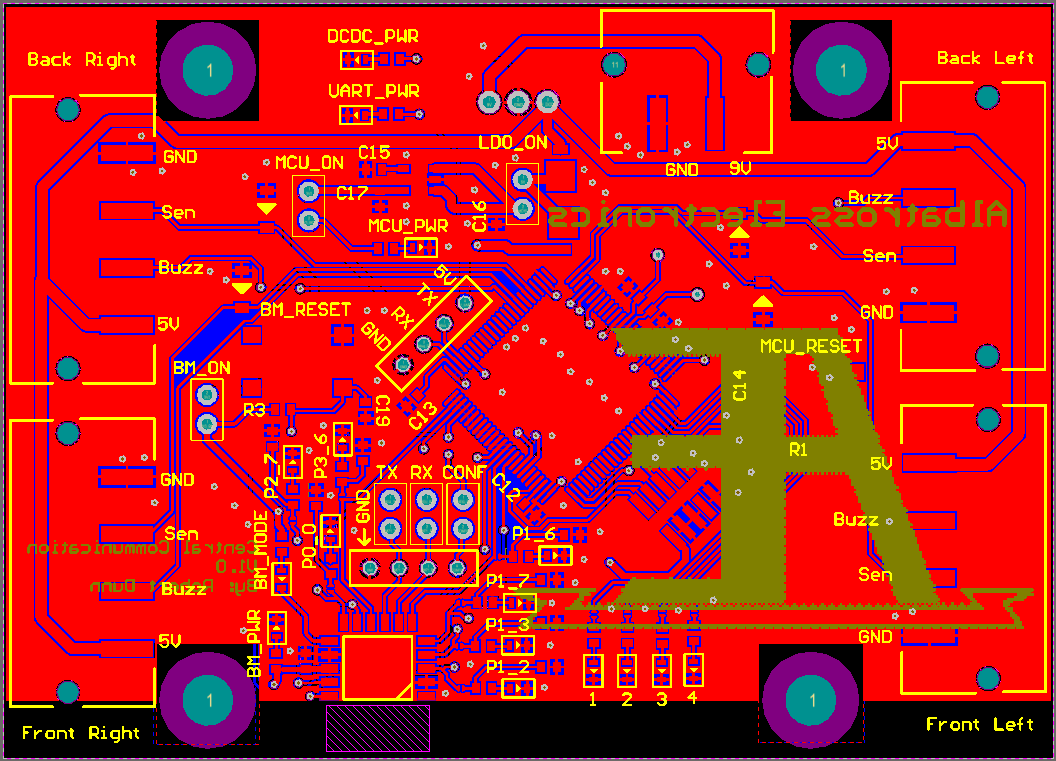 DCDC_PWR
Back Right
1
11
1
Back Left
UART_PWR
LDO_ON
GND
9V
5V
GND
MCU_ON
C15
C17
C16
Buzz
Sen
MCU_PWR
Albatross Electronics
Sen
Buzz
5V
TX
RX
GND
GND
5V
BM_RESET
MCU_RESET
BM_ON
C14
R3
C19
C13
R1
P2_7
P3_6
TX
RX
CONF
5V
GND
GND
C12
Sen
BM_MODE
P0_0
P1_6
Buzz
Central Communication
V1.0
By: Robert Dunn
Buzz
P1_7
Sen
5V
BM_PWR
P1_3
GND
P1_2
1
1
2
3
4
1
Front Right
Front Left